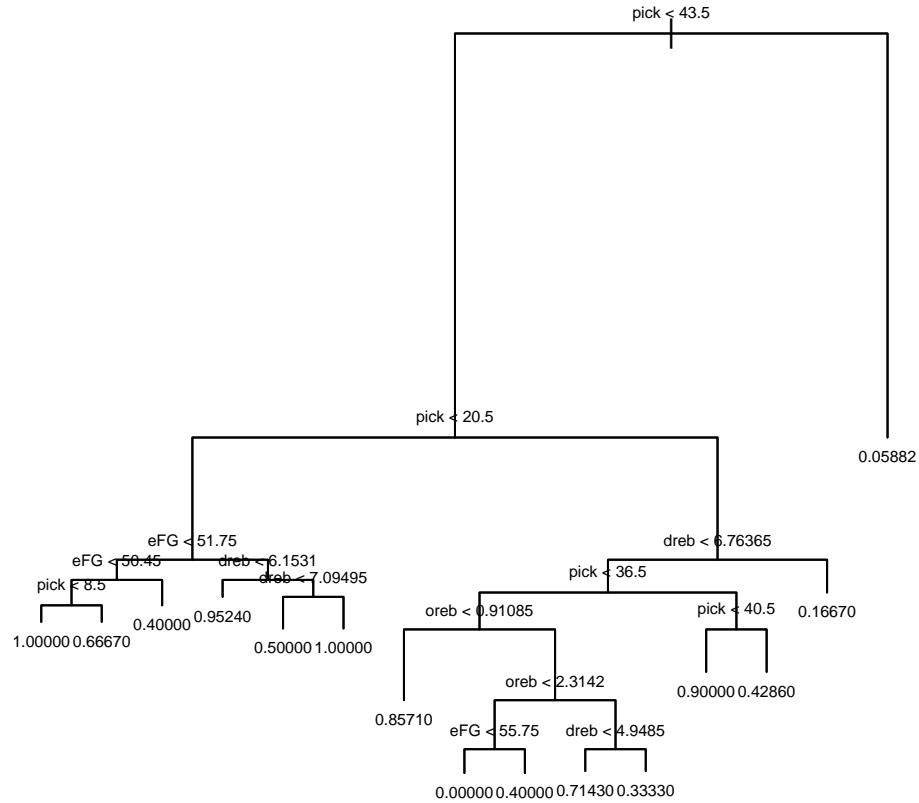 pick < 43.5
pick < 20.5
0.05882
eFG < 51.75
dreb < 6.76365
eFG < 50.45
dreb < 6.1531
pick < 36.5
dreb < 7.09495
pick < 8.5
oreb < 0.91085
pick < 40.5
0.16670
0.95240
0.40000
1.00000 0.66670
0.50000 1.00000
oreb < 2.3142
0.90000 0.42860
0.85710
eFG < 55.75
dreb < 4.9485
0.00000 0.40000 0.71430 0.33330